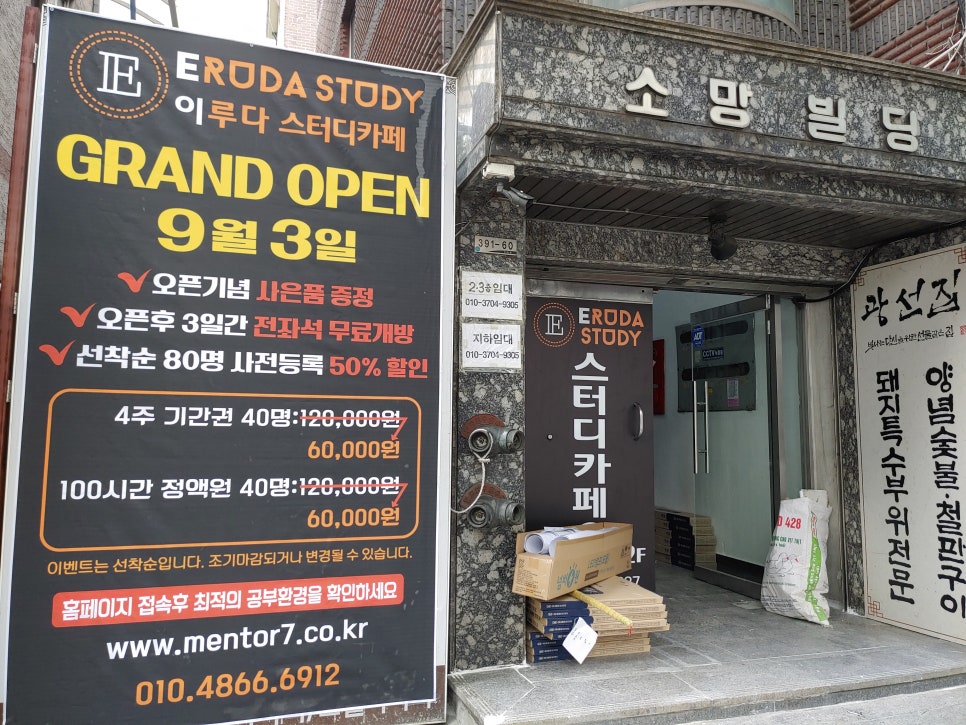 E
ERUDA STUDY
이루다 스터디카페
GRAND OPEN
9월 3일
오픈기념 사은품 증정
오픈후 3일간 전좌석 무료개방
선착순 80명 사전등록 50% 할인
4주 기간권 40명:120,000원
60,000원
100시간 정액원 40명:120,000원
60,000원
이벤트는 선착순입니다. 조기마감되거나 변경될 수 있습니다.
홈페이지 접속후 최적의 공부환경을 확인하세요
www.mentor7.co.kr
010.4866.6912
소망빌딩
391-60
2·3층임대
010-3704-9305
지하임대
010-3704-9305
E
ERUDA
STUDY
스터디카페
2F
ADT
CCTV
428
광선집
양념숯불·철판구이
돼지특수부위전문